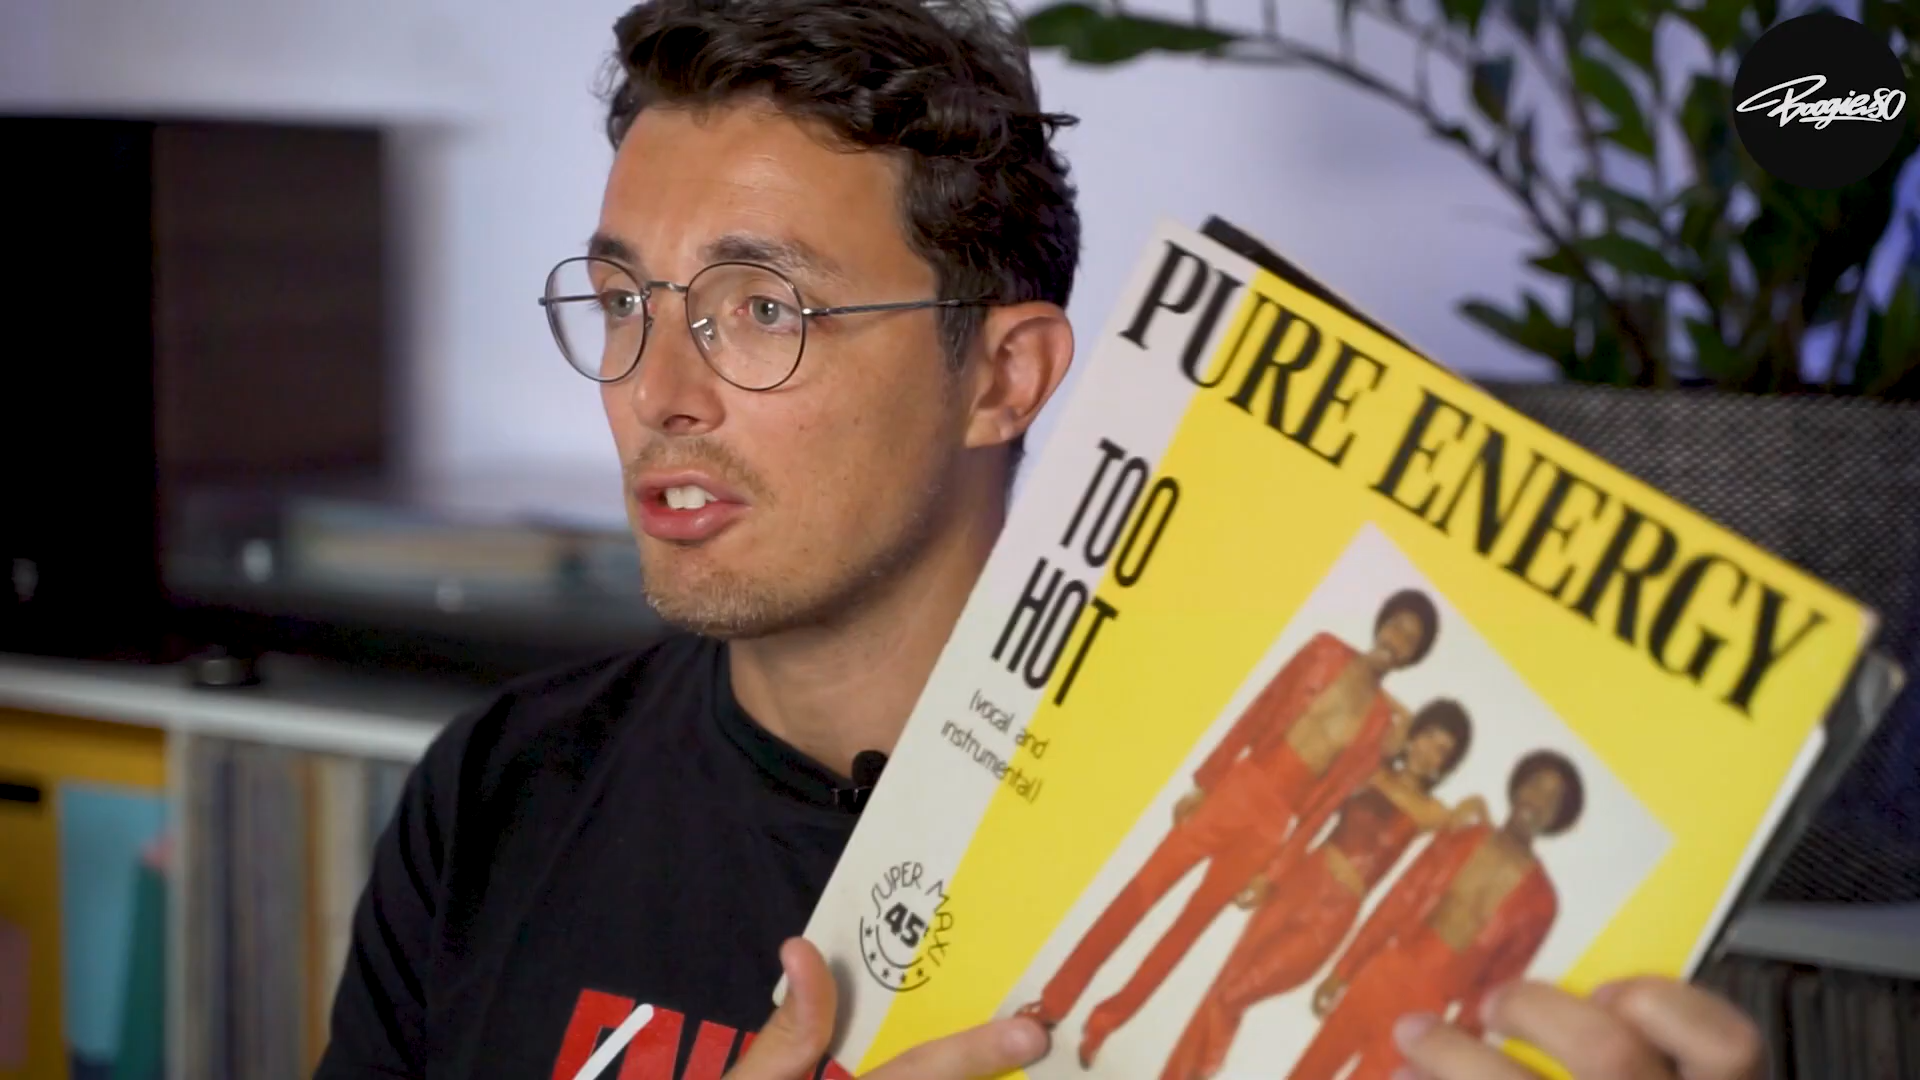 Boogie80
PURE ENERGY
TOO
HOT
(vocal and
instrumental)
SUPER MAXI
45'